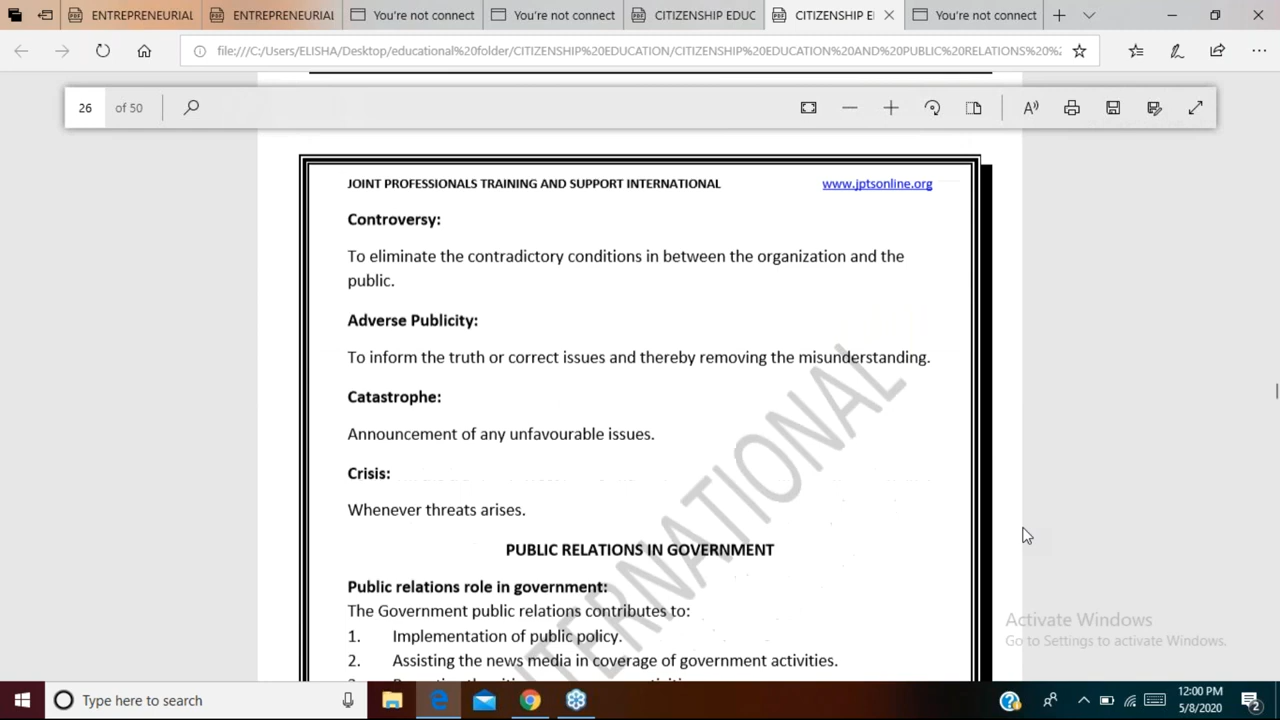 ENTREPRENEURIAL
ENTREPRENEURIAL
You're not connect
You're not connect
CITIZENSHIP EDUC
CITIZENSHIP E
You're not connect
file:///C:/Users/ELISHA/Desktop/educational%20folder/CITIZENSHIP%20EDUCATION/CITIZENSHIP%20EDUCATION%20AND%20PUBLIC%20RELATIONS%20%
26 of 50
JOINT PROFESSIONALS TRAINING AND SUPPORT INTERNATIONAL www.jptsonline.org
Controversy:
To eliminate the contradictory conditions in between the organization and the
public.
Adverse Publicity:
To inform the truth or correct issues and thereby removing the misunderstanding.
Catastrophe:
Announcement of any unfavourable issues.
Crisis:
Whenever threats arises.
PUBLIC RELATIONS IN GOVERNMENT
Public relations role in government:
The Government public relations contributes to:
1. Implementation of public policy.
2. Assisting the news media in coverage of government activities.
INTERNATIONAL
Activate Windows
Go to Settings to activate Windows.
Type here to search
12:00 PM
5/8/2020
2